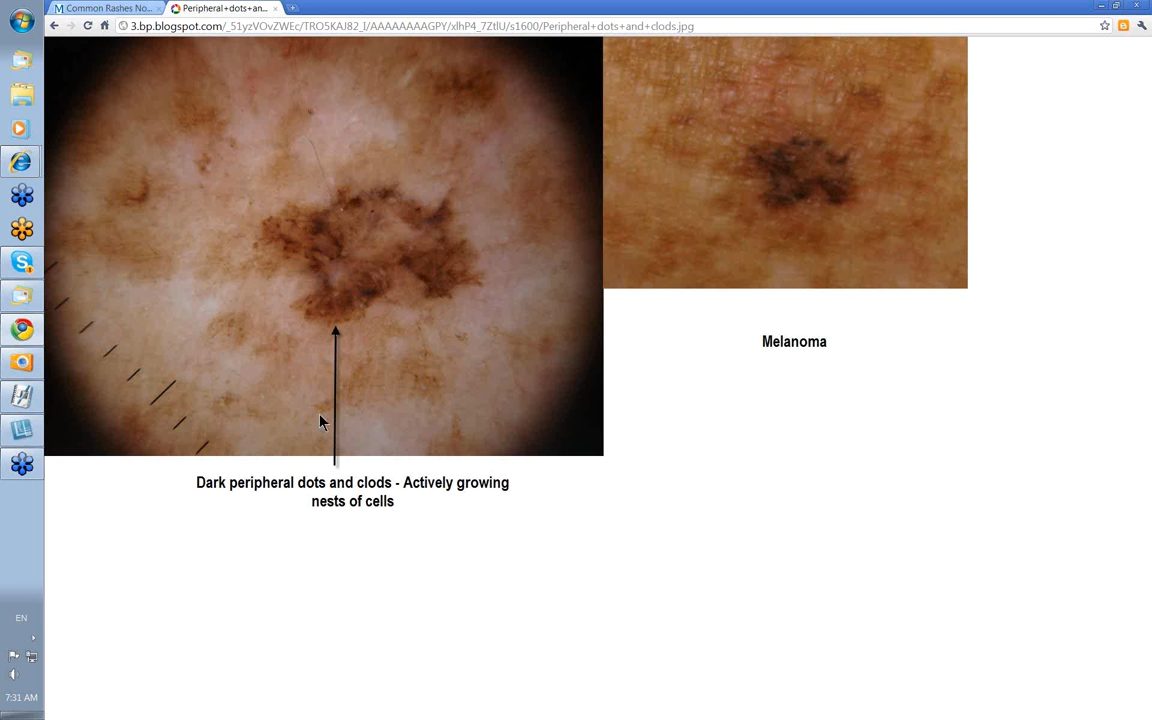 Common Rashes No...
Peripheral+dots+an...
3.bp.blogspot.com/_51yzVOvZWEc/TRO5KAJ82_I/AAAAAAAAGPY/xlhP4_7ZtlU/s1600/Peripheral+dots+and+clods.jpg
Melanoma
Dark peripheral dots and clods - Actively growing
nests of cells
EN
7:31 AM